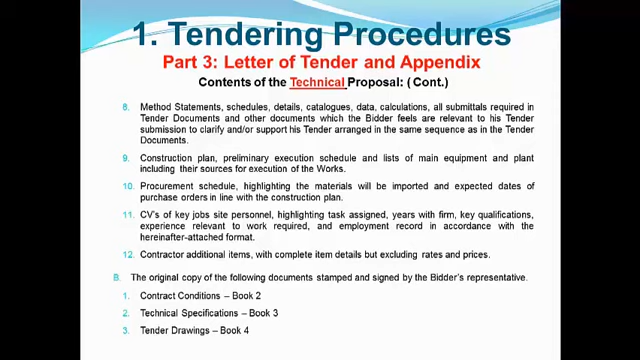 1. Tendering Procedures
Part 3: Letter of Tender and Appendix
Contents of the Technical Proposal: ( Cont.)
8. Method Statements, schedules, details, catalogues, data, calculations, all submittals required in
Tender Documents and other documents which the Bidder feels are relevant to his Tender
submission to clarify and/or support his Tender arranged in the same sequence as in the Tender
Documents.
9. Construction plan, preliminary execution schedule and lists of main equipment and plant
including their sources for execution of the Works.
10. Procurement schedule, highlighting the materials will be imported and expected dates of
purchase orders in line with the construction plan.
11. CV's of key jobs site personnel, highlighting task assigned, years with firm, key qualifications,
experience relevant to work required, and employment record in accordance with the
hereinafter-attached format.
12. Contractor additional items, with complete item details but excluding rates and prices.
B. The original copy of the following documents stamped and signed by the Bidder's representative.
1. Contract Conditions – Book 2
2. Technical Specifications – Book 3
3. Tender Drawings – Book 4